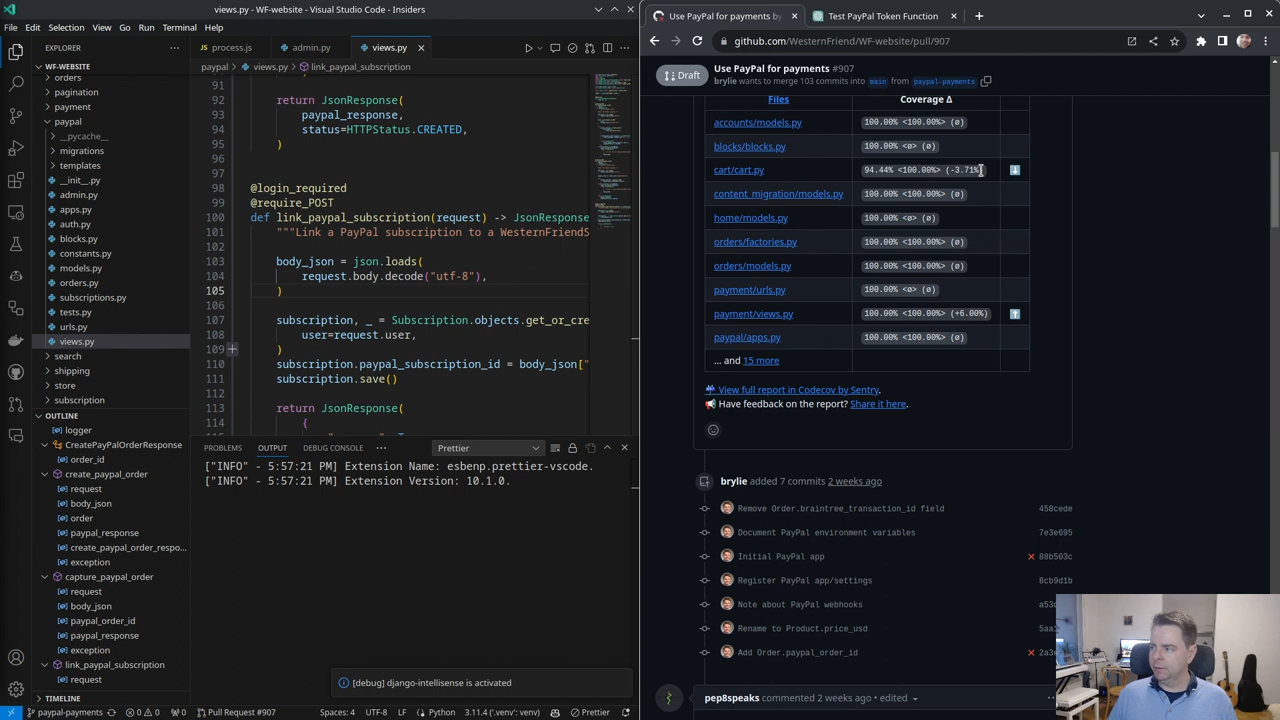 views.py - WF-website - Visual Studio Code - Insiders
File Edit Selection View Go Run Terminal Help
EXPLORER
process.js
admin.py
views.py
WF-WEBSITE
orders
pagination
payment
paypal
__pycache__
migrations
templates
__init__.py
admin.py
apps.py
auth.py
blocks.py
constants.py
models.py
orders.py
subscriptions.py
tests.py
urls.py
views.py
search
shipping
store
subscription
OUTLINE
logger
CreatePayPalOrderResponse
order_id
create_paypal_order
request
body_json
order
paypal_response
create_paypal_order_respo...
exception
capture_paypal_order
request
body_json
paypal_order_id
paypal_response
exception
link_paypal_subscription
request
TIMELINE
paypal > views.py > link_paypal_subscription
91
92 return JsonResponse(
93 paypal_response,
94 status=HTTPStatus.CREATED,
95 )
96
97
98 @login_required
99 @require_POST
100 def link_paypal_subscription(request) -> JsonResponse
101 """Link a PayPal subscription to a WesternFriendS
102
103 body_json = json.loads(
104 request.body.decode("utf-8"),
105 )
106
107 subscription, _ = Subscription.objects.get_or_cre
108 user=request.user,
109 )
110 subscription.paypal_subscription_id = body_json["
111 subscription.save()
112
113 return JsonResponse(
114 {
PROBLEMS OUTPUT DEBUG CONSOLE ... Prettier
["INFO" - 5:57:21 PM] Extension Name: esbenp.prettier-vscode.
["INFO" - 5:57:21 PM] Extension Version: 10.1.0.
[debug] django-intellisense is activated
paypal-payments 0 0 0 Pull Request #907 Spaces: 4 UTF-8 LF Python 3.11.4 ('.venv': venv) Prettier
Use PayPal for payments by
Test PayPal Token Function
github.com/WesternFriend/WF-website/pull/907
Draft
Use PayPal for payments #907
brylie wants to merge 103 commits into main from paypal-payments
Files Coverage Δ
accounts/models.py 100.00% <100.00%> (ø)
blocks/blocks.py 100.00% <ø> (ø)
cart/cart.py 94.44% <100.00%> (-3.71%)
content_migration/models.py 100.00% <100.00%> (ø)
home/models.py 100.00% <ø> (ø)
orders/factories.py 100.00% <100.00%> (ø)
orders/models.py 100.00% <100.00%> (ø)
payment/urls.py 100.00% <ø> (ø)
payment/views.py 100.00% <100.00%> (+6.00%)
paypal/apps.py 100.00% <100.00%> (ø)
... and 15 more
View full report in Codecov by Sentry.
Have feedback on the report? Share it here.
brylie added 7 commits 2 weeks ago
Remove Order.braintree_transaction_id field 458cede
Document PayPal environment variables 7e3e695
Initial PayPal app 88b503c
Register PayPal app/settings 8cb9d1b
Note about PayPal webhooks
Rename to Product.price_usd
Add Order.paypal_order_id
pep8speaks commented 2 weeks ago • edited